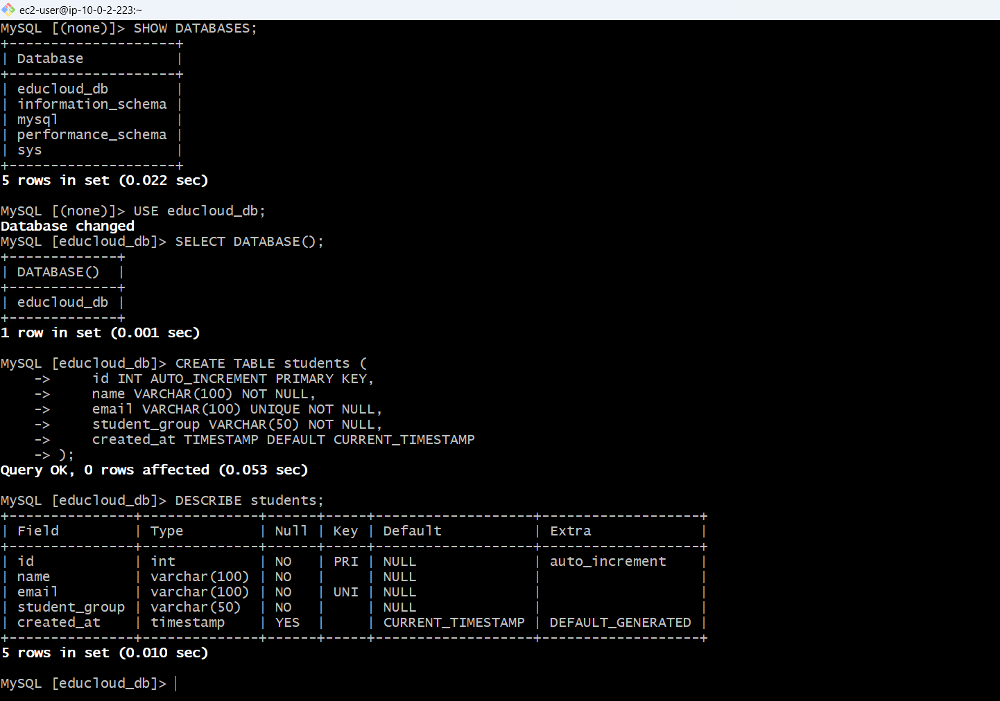 ec2-user@ip-10-0-2-223:~
MySQL [(none)]> SHOW DATABASES;
+--------------------+
| Database           |
+--------------------+
| educloud_db        |
| information_schema |
| mysql              |
| performance_schema |
| sys                |
+--------------------+
5 rows in set (0.022 sec)
MySQL [(none)]> USE educloud_db;
Database changed
MySQL [educloud_db]> SELECT DATABASE();
+-------------+
| DATABASE()  |
+-------------+
| educloud_db |
+-------------+
1 row in set (0.001 sec)
MySQL [educloud_db]> CREATE TABLE students (
    ->     id INT AUTO_INCREMENT PRIMARY KEY,
    ->     name VARCHAR(100) NOT NULL,
    ->     email VARCHAR(100) UNIQUE NOT NULL,
    ->     student_group VARCHAR(50) NOT NULL,
    ->     created_at TIMESTAMP DEFAULT CURRENT_TIMESTAMP
    -> );
Query OK, 0 rows affected (0.053 sec)
MySQL [educloud_db]> DESCRIBE students;
+---------------+--------------+------+-----+-------------------+-------------------+
| Field         | Type         | Null | Key | Default           | Extra             |
+---------------+--------------+------+-----+-------------------+-------------------+
| id            | int          | NO   | PRI | NULL              | auto_increment    |
| name          | varchar(100) | NO   |     | NULL              |                   |
| email         | varchar(100) | NO   | UNI | NULL              |                   |
| student_group | varchar(50)  | NO   |     | NULL              |                   |
| created_at    | timestamp    | YES  |     | CURRENT_TIMESTAMP | DEFAULT_GENERATED |
+---------------+--------------+------+-----+-------------------+-------------------+
5 rows in set (0.010 sec)
MySQL [educloud_db]>